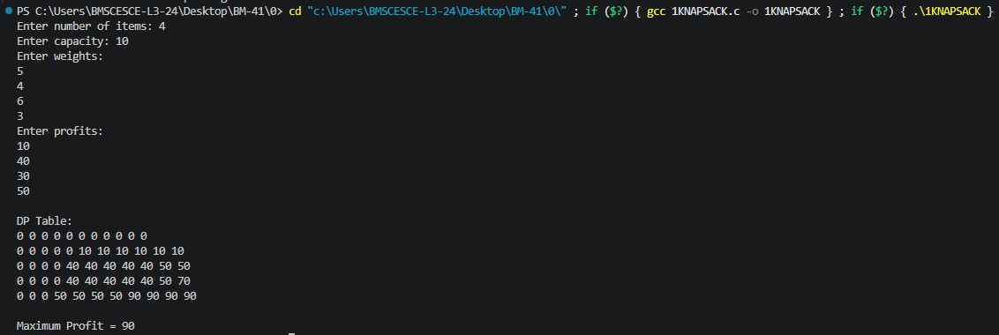 PS C:\Users\BMSCESCE-L3-24\Desktop\BM-41\0> cd "c:\Users\BMSCESCE-L3-24\Desktop\BM-41\0\" ; if ($?) { gcc 1KNAPSACK.c -o 1KNAPSACK } ; if ($?) { .\1KNAPSACK }
Enter number of items: 4
Enter capacity: 10
Enter weights:
5
4
6
3
Enter profits:
10
40
30
50
DP Table:
0 0 0 0 0 0 0 0 0 0 0
0 0 0 0 0 10 10 10 10 10 10
0 0 0 0 40 40 40 40 40 50 50
0 0 0 0 40 40 40 40 40 50 70
0 0 0 50 50 50 50 90 90 90 90
Maximum Profit = 90